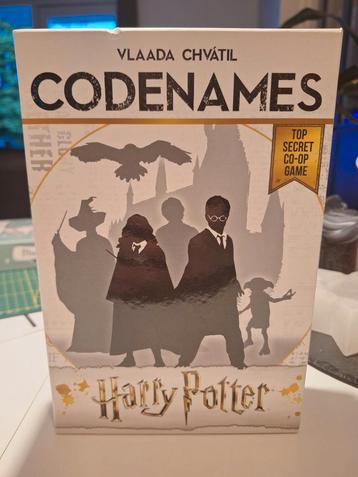 VLAADA CHVÁTIL
CODENAMES
TOP
SECRET
CO-OP
GAME
Harry Potter